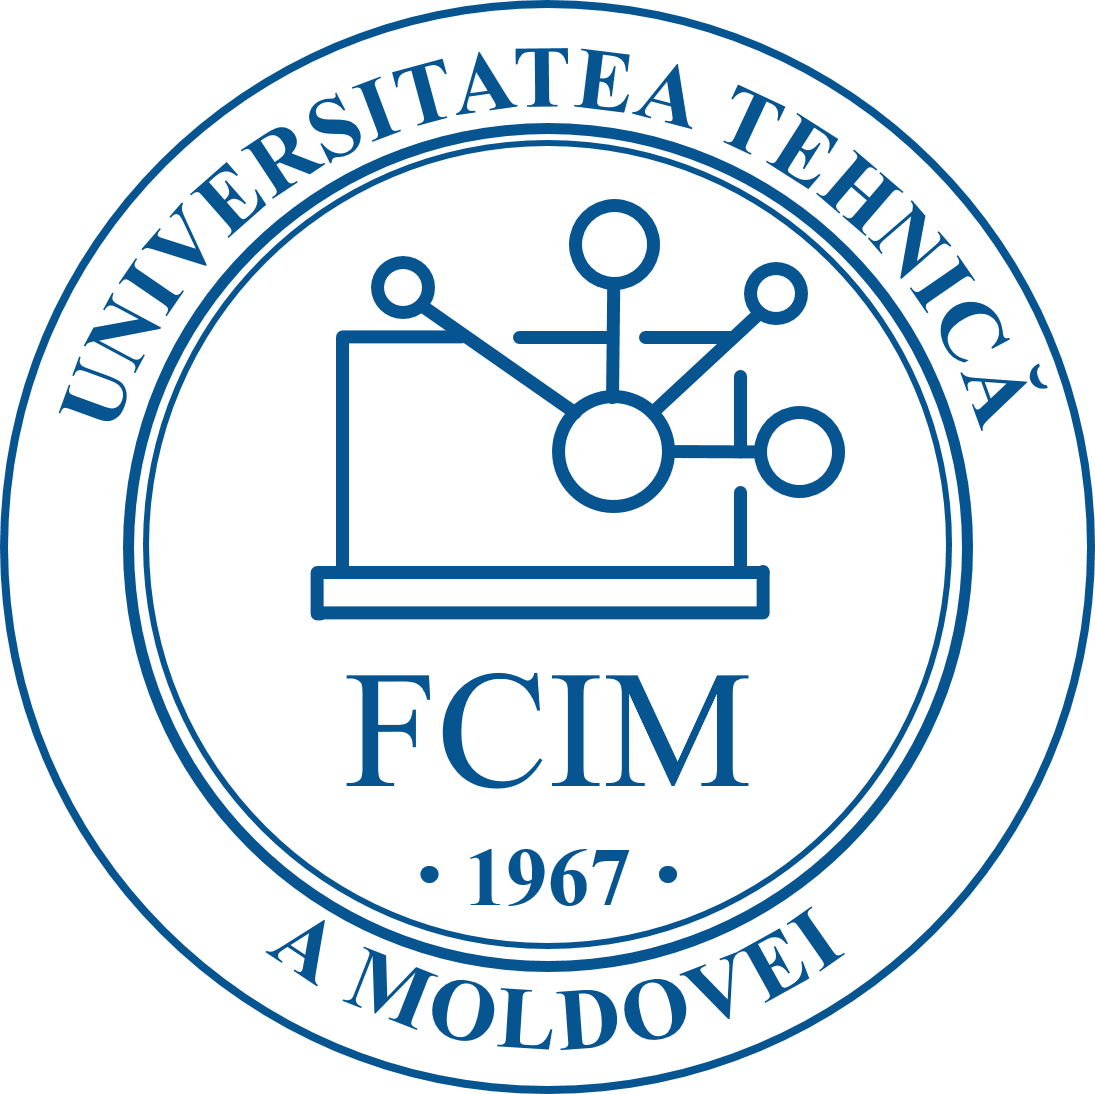 UNIVERSITATEA TEHNICĂ
FCIM
• 1967 •
A MOLDOVEI